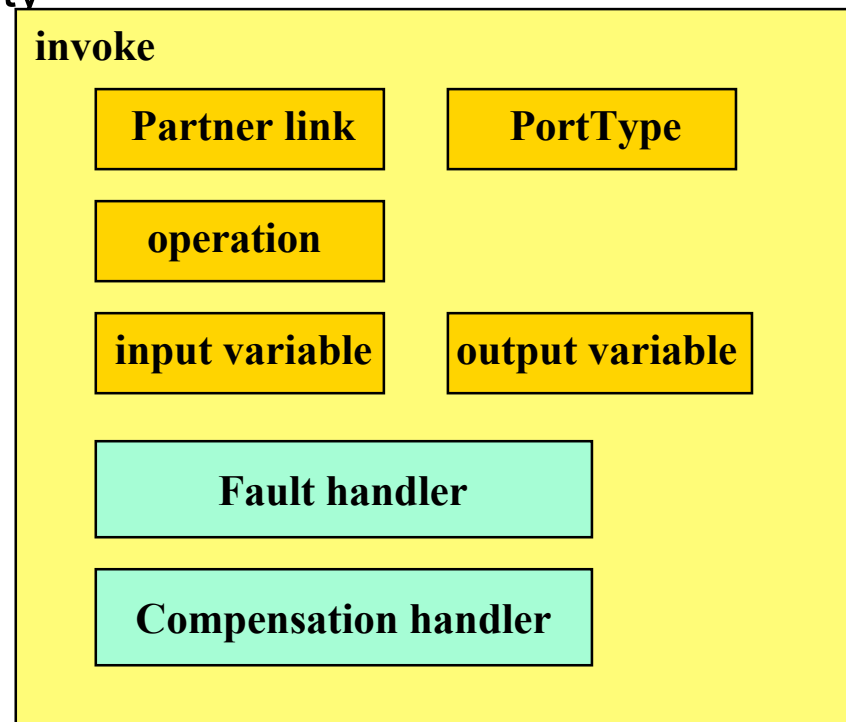 invoke
Partner link
PortType
operation
input variable
output variable
Fault handler
Compensation handler